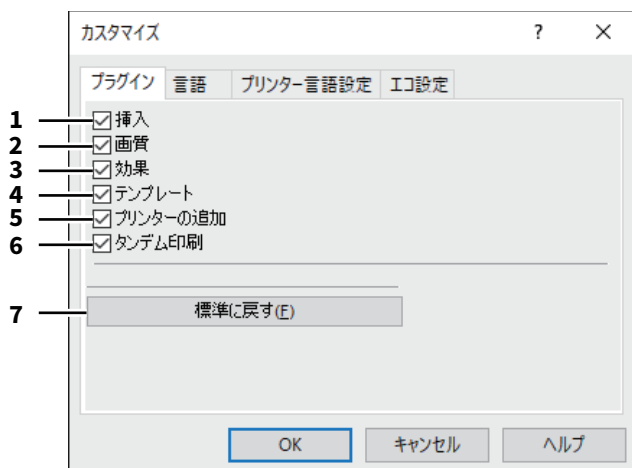 カスタマイズ ? ×
プラグイン 言語 プリンター言語設定 エコ設定
1 挿入
2 画質
3 効果
4 テンプレート
5 プリンターの追加
6 タンデム印刷
7 標準に戻す(F)
OK キャンセル ヘルプ